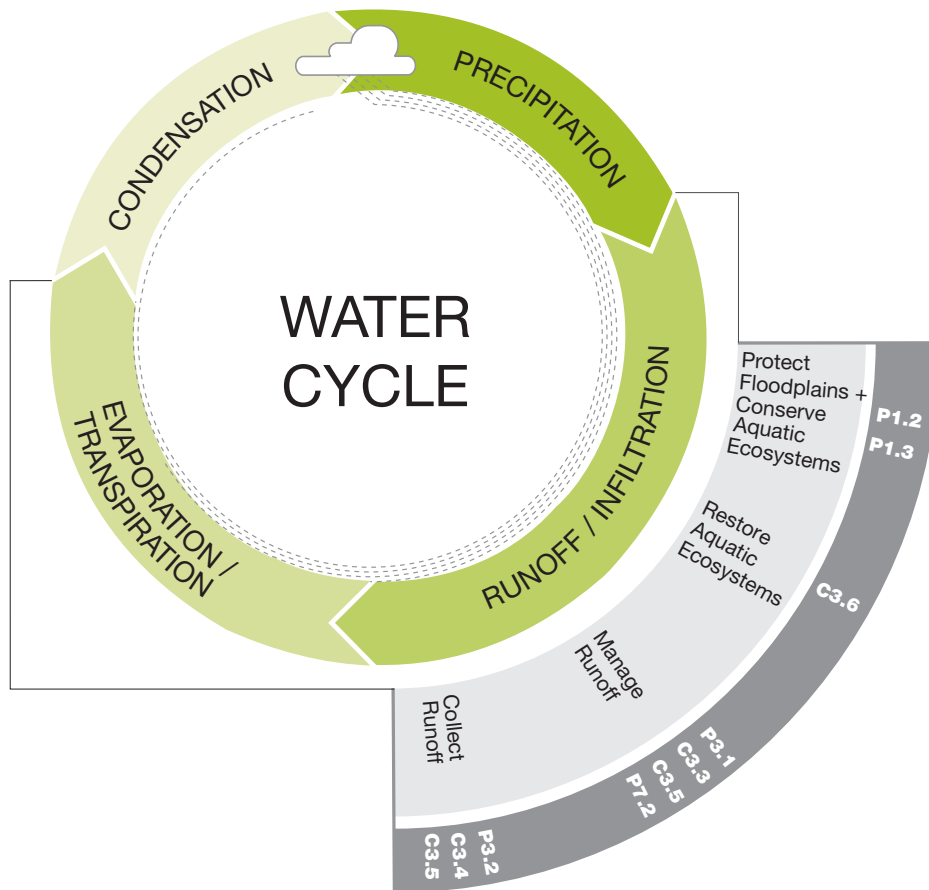 CONDENSATION
PRECIPITATION
WATER
CYCLE
EVAPORATION /
TRANSPIRATION
RUNOFF / INFILTRATION
Protect
Floodplains +
Conserve
Aquatic
Ecosystems
P1.2
P1.3
Restore
Aquatic
Ecosystems
C3.6
Manage
Runoff
P3.1
C3.3
C3.5
P7.2
Collect
Runoff
P3.2
C3.4
C3.5